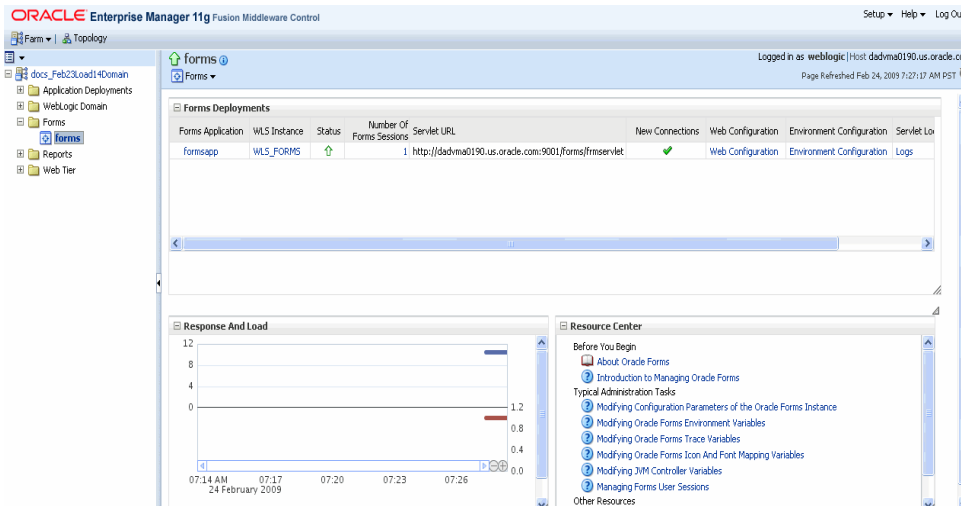 ORACLE Enterprise Manager 11g Fusion Middleware Control
Setup Help Log Ou
Farm Topology
docs_Feb23Load14Domain
Application Deployments
WebLogic Domain
Forms
forms
Reports
Web Tier
forms
Forms
Logged in as weblogic|Host dadvma0190.us.oracle.co
Page Refreshed Feb 24, 2009 7:27:17 AM PST
Forms Deployments
Forms Application WLS Instance Status Number Of Forms Sessions Servlet URL New Connections Web Configuration Environment Configuration Servlet Lo
formsapp WLS_FORMS 1 http://dadvma0190.us.oracle.com:9001/forms/frmservlet Web Configuration Environment Configuration Logs
Response And Load
12
8
4
0
1.2
0.8
0.4
0.0
07:14 AM 07:17 07:20 07:23 07:26
24 February 2009
Resource Center
Before You Begin
About Oracle Forms
Introduction to Managing Oracle Forms
Typical Administration Tasks
Modifying Configuration Parameters of the Oracle Forms Instance
Modifying Oracle Forms Environment Variables
Modifying Oracle Forms Trace Variables
Modifying Oracle Forms Icon And Font Mapping Variables
Modifying JVM Controller Variables
Managing Forms User Sessions
Other Resources